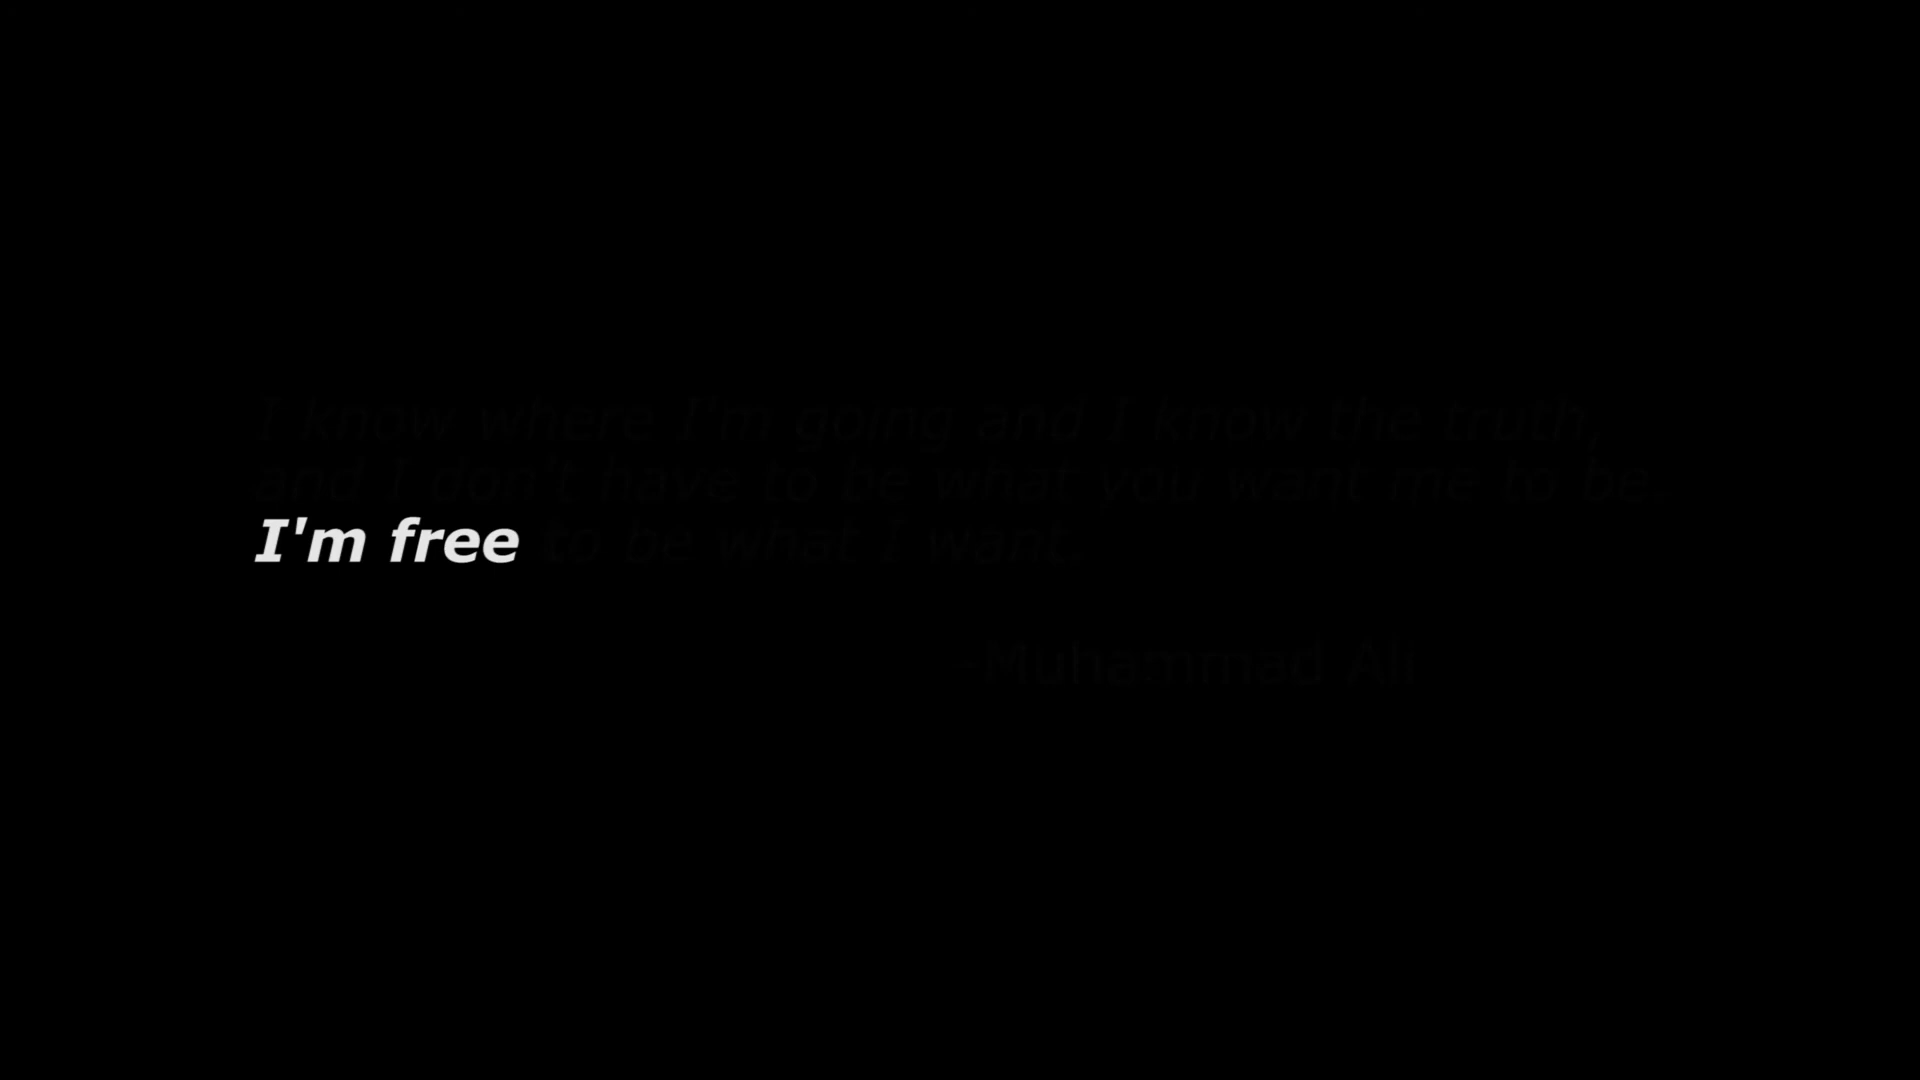 I know where I'm going and I know the truth,
and I don't have to be what you want me to be.
I'm free to be what I want.
-Muhammad Ali